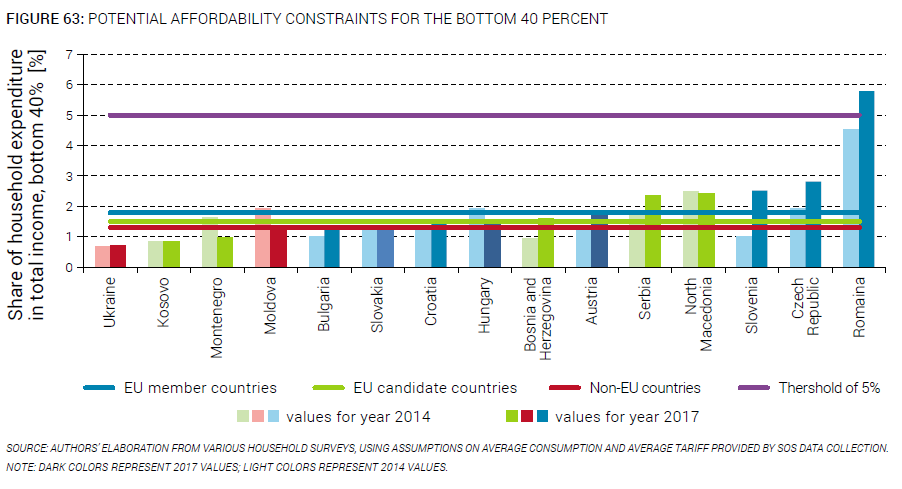 FIGURE 63: POTENTIAL AFFORDABILITY CONSTRAINTS FOR THE BOTTOM 40 PERCENT
Share of household expenditure
in total income, bottom 40% [%]
7
6
5
4
3
2
1
0
Ukraine
Kosovo
Montenegro
Moldova
Bulgaria
Slovakia
Croatia
Hungary
Bosnia and
Herzegovina
Austria
Serbia
North
Macedonia
Slovenia
Czech
Republic
Romaina
EU member countries
EU candidate countries
Non-EU countries
Thershold of 5%
values for year 2014
values for year 2017
SOURCE: AUTHORS' ELABORATION FROM VARIOUS HOUSEHOLD SURVEYS, USING ASSUMPTIONS ON AVERAGE CONSUMPTION AND AVERAGE TARIFF PROVIDED BY SOS DATA COLLECTION.
NOTE: DARK COLORS REPRESENT 2017 VALUES; LIGHT COLORS REPRESENT 2014 VALUES.